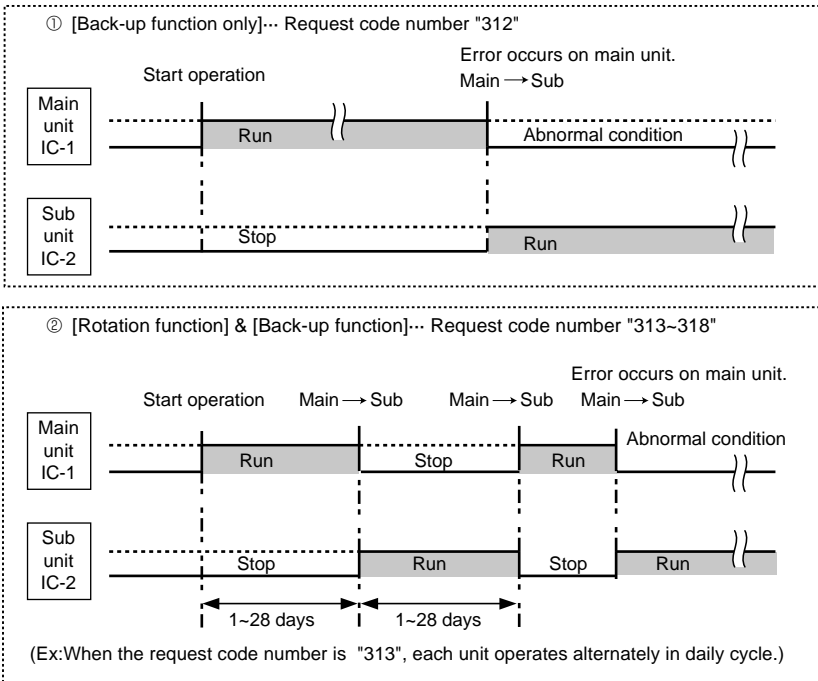 ① [Back-up function only]··· Request code number "312"
Error occurs on main unit.
Start operation
Main → Sub
Main
unit
IC-1
Run
Abnormal condition
Sub
unit
IC-2
Stop
Run
② [Rotation function] & [Back-up function]··· Request code number "313~318"
Error occurs on main unit.
Start operation Main → Sub Main → Sub Main → Sub
Main
unit
IC-1
Run
Stop
Run
Abnormal condition
Sub
unit
IC-2
Stop
Run
Stop
Run
1~28 days
1~28 days
(Ex:When the request code number is "313", each unit operates alternately in daily cycle.)